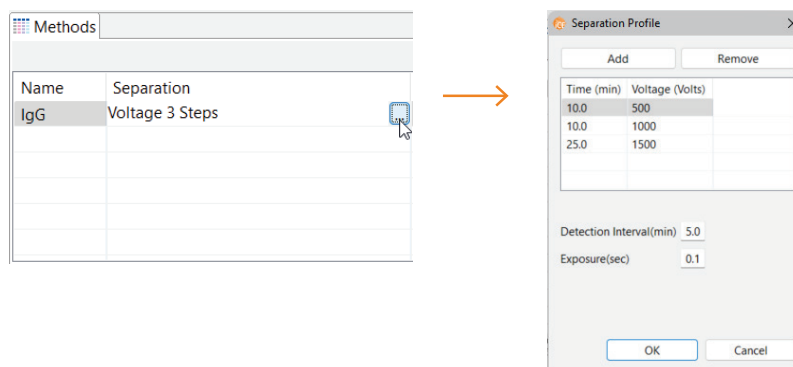 Methods
Name Separation
IgG Voltage 3 Steps ...
Separation Profile
Add Remove
Time (min) Voltage (Volts)
10.0 500
10.0 1000
25.0 1500
Detection Interval(min) 5.0
Exposure(sec) 0.1
OK Cancel